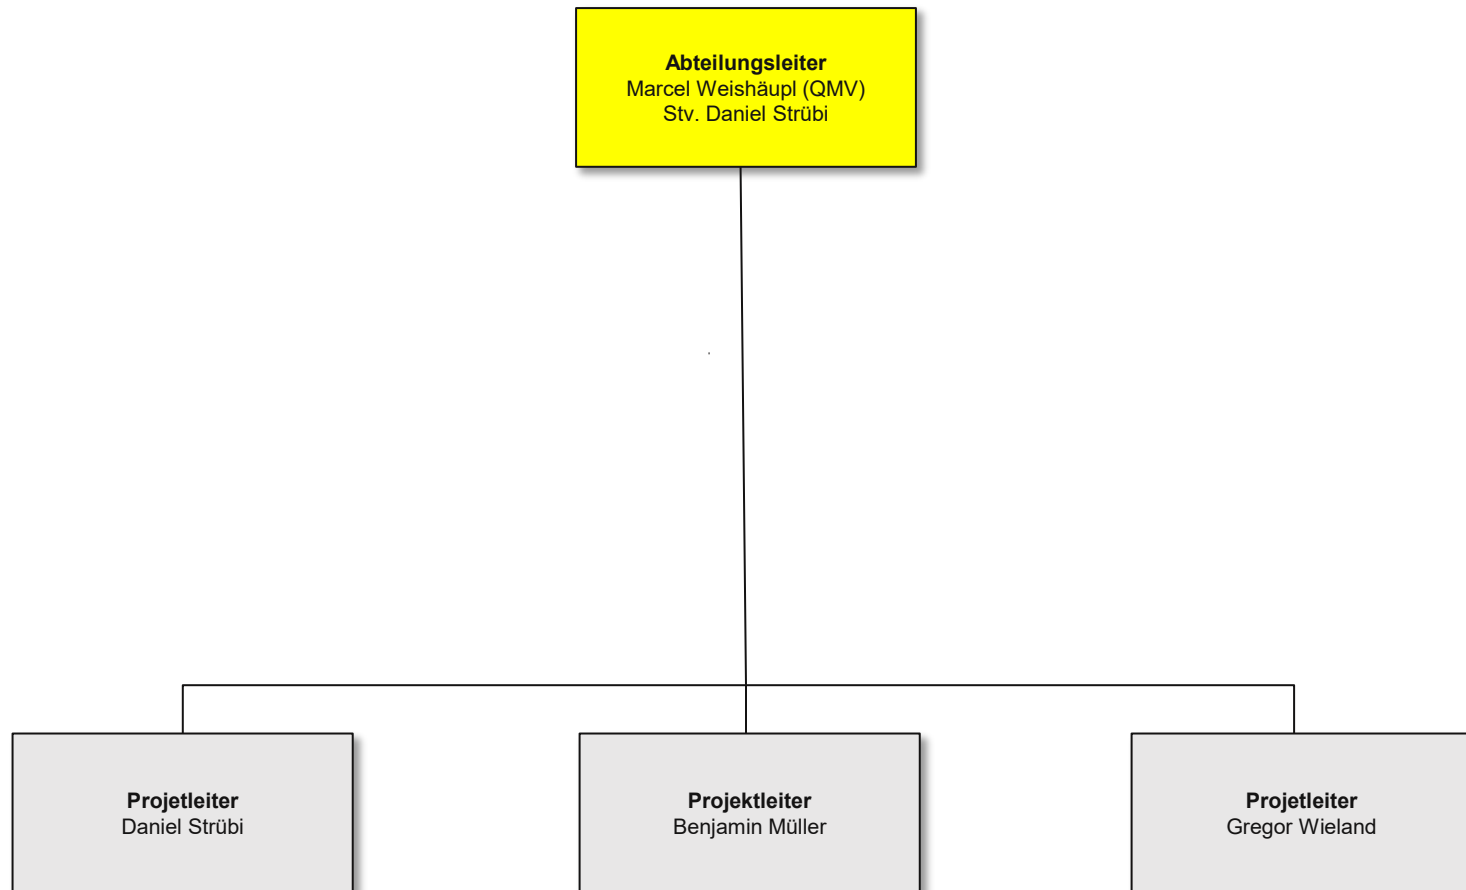 Abteilungsleiter
Marcel Weishäupl (QMV)
Stv. Daniel Strübi
Projetleiter
Daniel Strübi
Projektleiter
Benjamin Müller
Projetleiter
Gregor Wieland